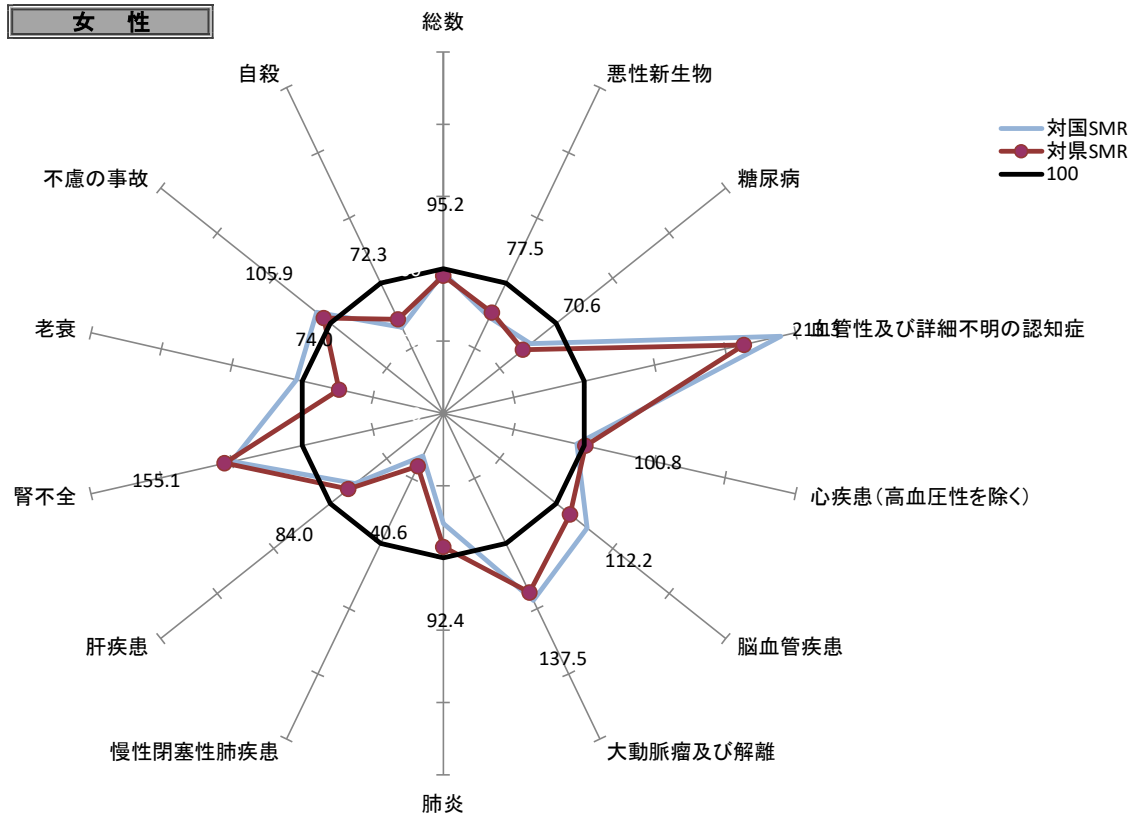 女 性
総数
自殺
悪性新生物
対国SMR
対県SMR
100
不慮の事故
糖尿病
95.2
72.3
77.5
105.9
70.6
老衰
74.0
血管性及び詳細不明の認知症
腎不全
155.1
100.8
心疾患(高血圧性を除く)
84.0
40.6
112.2
肝疾患
92.4
脳血管疾患
137.5
慢性閉塞性肺疾患
大動脈瘤及び解離
肺炎